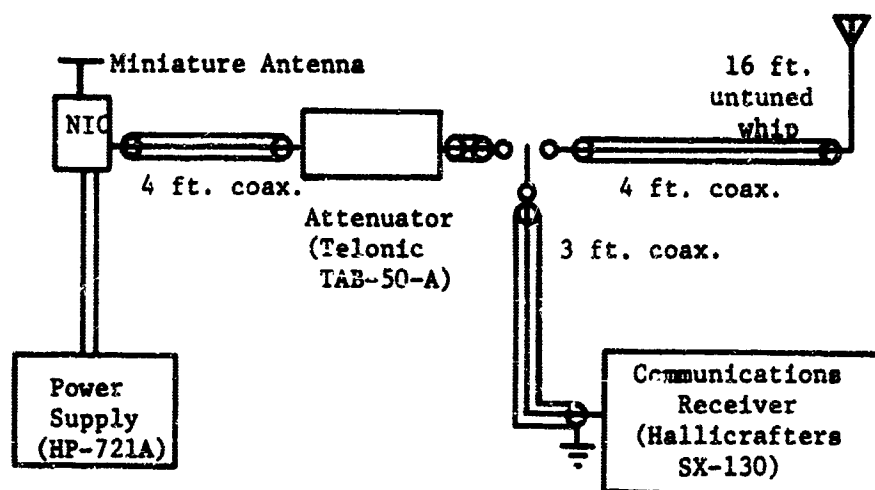 Miniature Antenna
16 ft.
untuned
whip
NIC
4 ft. coax.
4 ft. coax.
Attenuator
(Telonic
TAB-50-A)
3 ft. coax.
Power
Supply
(HP-721A)
Communications
Receiver
(Hallicrafters
SX-130)